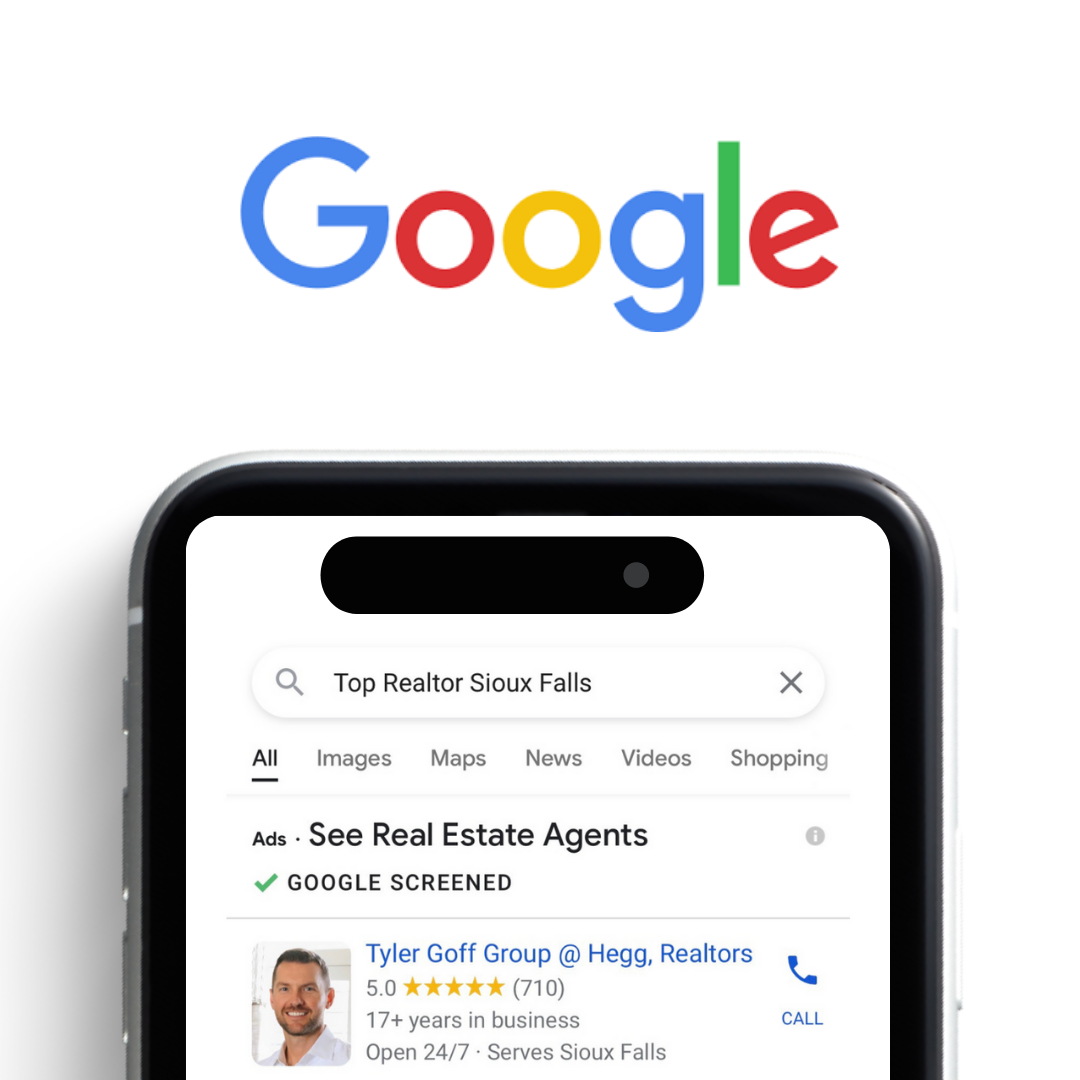 Google
Top Realtor Sioux Falls
All Images Maps News Videos Shopping
Ads · See Real Estate Agents
GOOGLE SCREENED
Tyler Goff Group @ Hegg, Realtors
5.0 ★★★★★ (710)
17+ years in business
CALL
Open 24/7 · Serves Sioux Falls